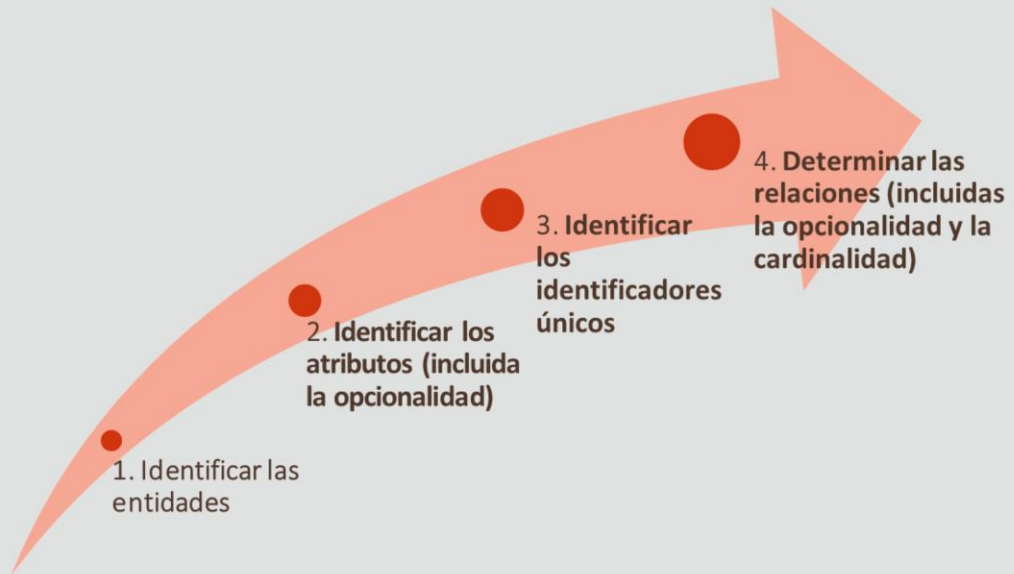 1. Identificar las
entidades
2. Identificar los
atributos (incluida
la opcionalidad)
3. Identificar
los
identificadores
únicos
4. Determinar las
relaciones (incluidas
la opcionalidad y la
cardinalidad)